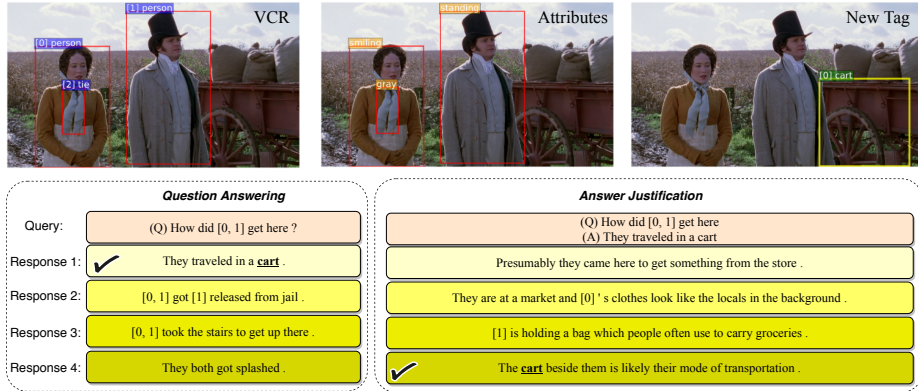 VCR
[0] person
[1] person
[2] tie
Attributes
smiling
standing
gray
New Tag
[0] cart
Question Answering
Query:
(Q) How did [0, 1] get here ?
Response 1:
They traveled in a cart .
Response 2:
[0, 1] got [1] released from jail .
Response 3:
[0, 1] took the stairs to get up there .
Response 4:
They both got splashed .
Answer Justification
(Q) How did [0, 1] get here
(A) They traveled in a cart
Presumably they came here to get something from the store .
They are at a market and [0] ' s clothes look like the locals in the background .
[1] is holding a bag which people often use to carry groceries .
The cart beside them is likely their mode of transportation .